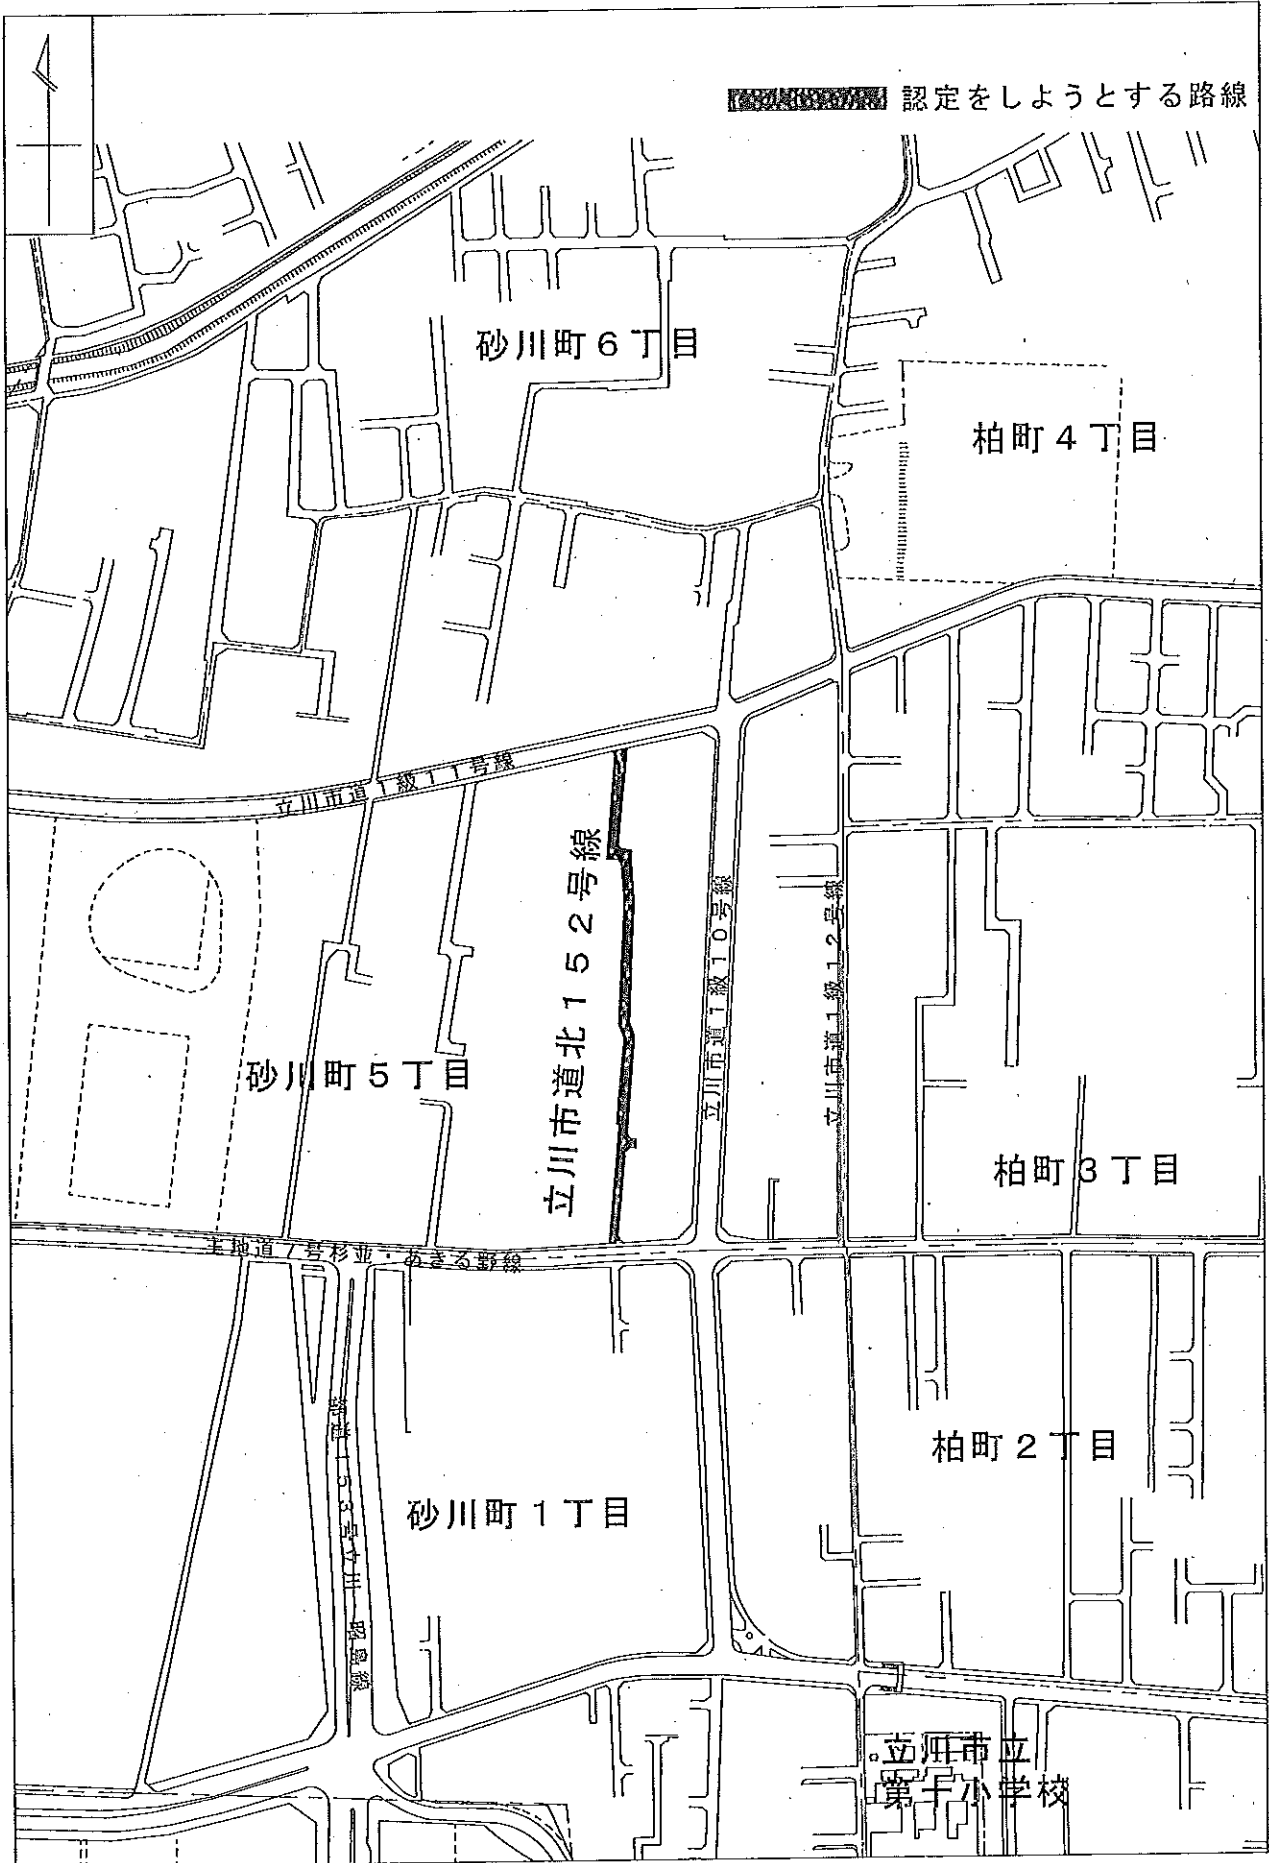 認定をしようとする路線
砂川町6丁目
柏町4丁目
立川市道1級11号線
立川市道北152号線
立川市道1級10号線
立川市道1級12号線
砂川町5丁目
柏町3丁目
主地道7号杉並・あきる野線
都道153号立川 昭島線
柏町2丁目
砂川町1丁目
立川市立
第十小学校